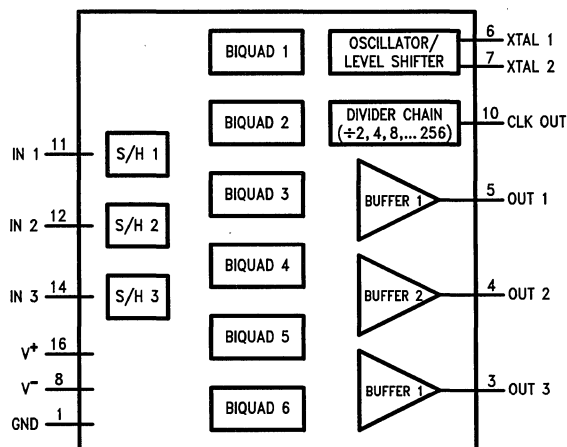 BIQUAD 1
OSCILLATOR/
LEVEL SHIFTER
6 XTAL 1
7 XTAL 2
BIQUAD 2
DIVIDER CHAIN
(÷2, 4, 8,... 256)
10 CLK OUT
IN 1 11
S/H 1
BIQUAD 3
BUFFER 1
5 OUT 1
IN 2 12
S/H 2
BIQUAD 4
BUFFER 2
4 OUT 2
IN 3 14
S/H 3
V+ 16
BIQUAD 5
V− 8
BUFFER 1
3 OUT 3
GND 1
BIQUAD 6